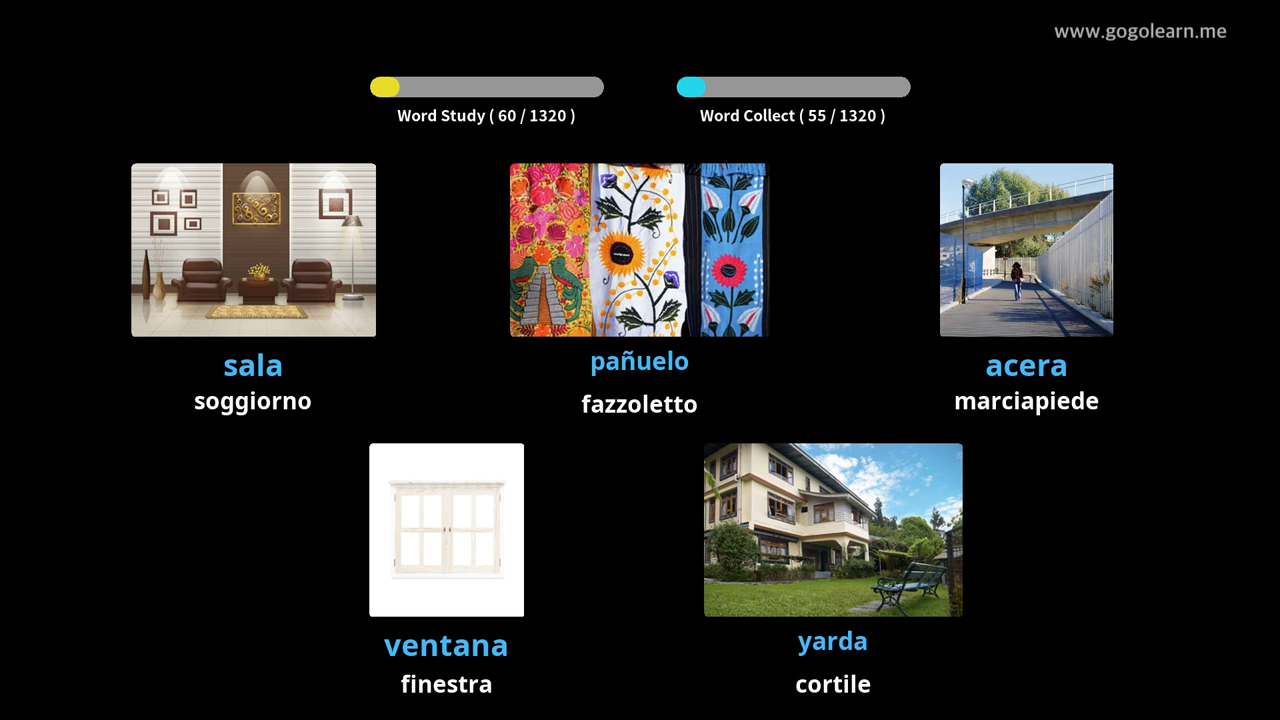 www.gogolearn.me
Word Study ( 60 / 1320 )
Word Collect ( 55 / 1320 )
sala
soggiorno
pañuelo
fazzoletto
acera
marciapiede
ventana
finestra
yarda
cortile